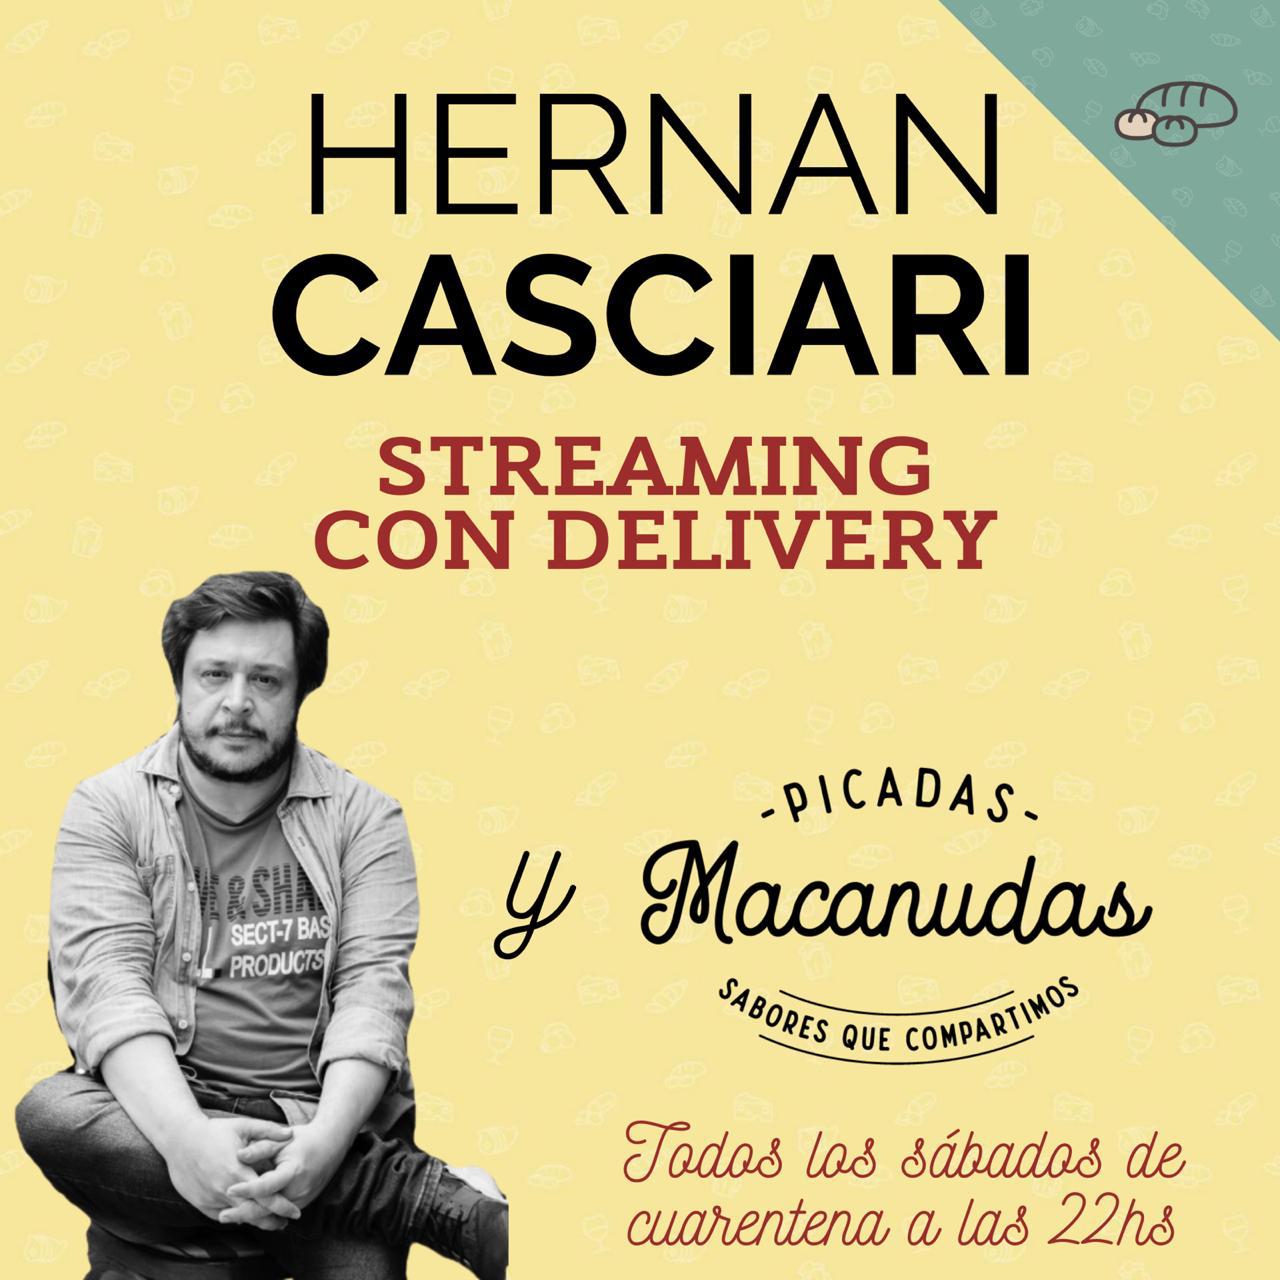 HERNAN
CASCIARI
STREAMING
CON DELIVERY
-PICADAS-
y Macanudas
SABORES QUE COMPARTIMOS
& SHA
SECT-7 BAS
PRODUCTS
Todos los sábados de
cuarentena a las 22hs